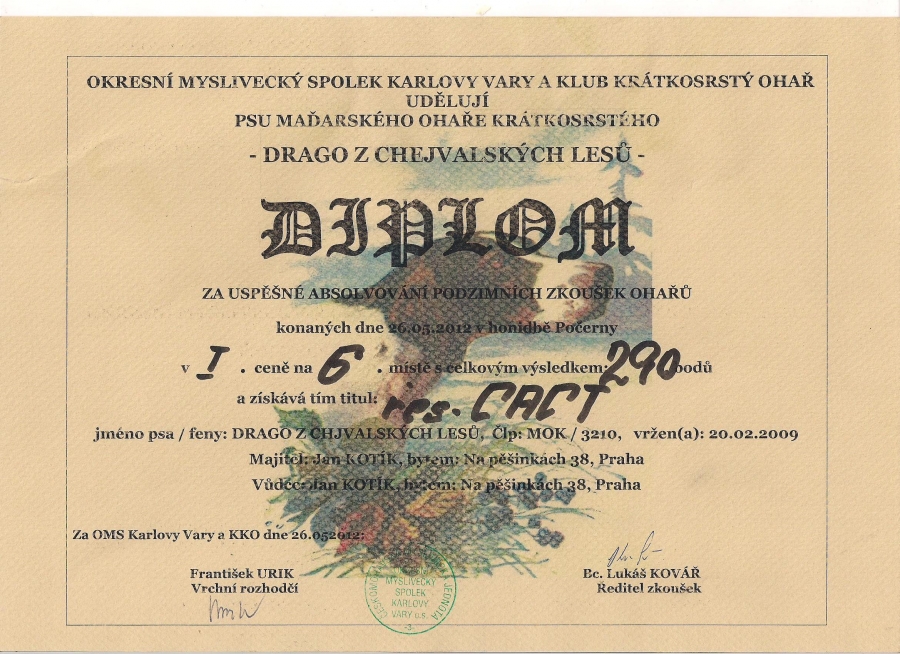 OKRESNÍ MYSLIVECKÝ SPOLEK KARLOVY VARY A KLUB KRÁTKOSRSTÝ OHAŘ
UDĚLUJÍ
PSU MAĎARSKÉHO OHAŘE KRÁTKOSRSTÉHO
- DRAGO Z CHEJVALSKÝCH LESŮ -
DIPLOM
ZA USPĚŠNÉ ABSOLVOVÁNÍ PODZIMNÍCH ZKOUŠEK OHAŘŮ
konaných dne 26.05.2012 v honidbě Počerny
v I. ceně na 6. místě s celkovým výsledkem: 290 bodů
a získává tím titul: res. CACT
jméno psa / feny: DRAGO Z CHJVALSKÝCH LESŮ, Člp: MOK / 3210, vržen(a): 20.02.2009
Majitel: Jan KOTÍK, bytem: Na pěšinkách 38, Praha
Vůdce: Jan KOTÍK, bytem: Na pěšinkách 38, Praha
Za OMS Karlovy Vary a KKO dne 26.052012:
František URIK
Vrchní rozhodčí
Bc. Lukáš KOVÁŘ
Ředitel zkoušek
JEDNOTA
MYSLIVECKÝ
SPOLEK
KARLOVY
VARY o.s.
-3-